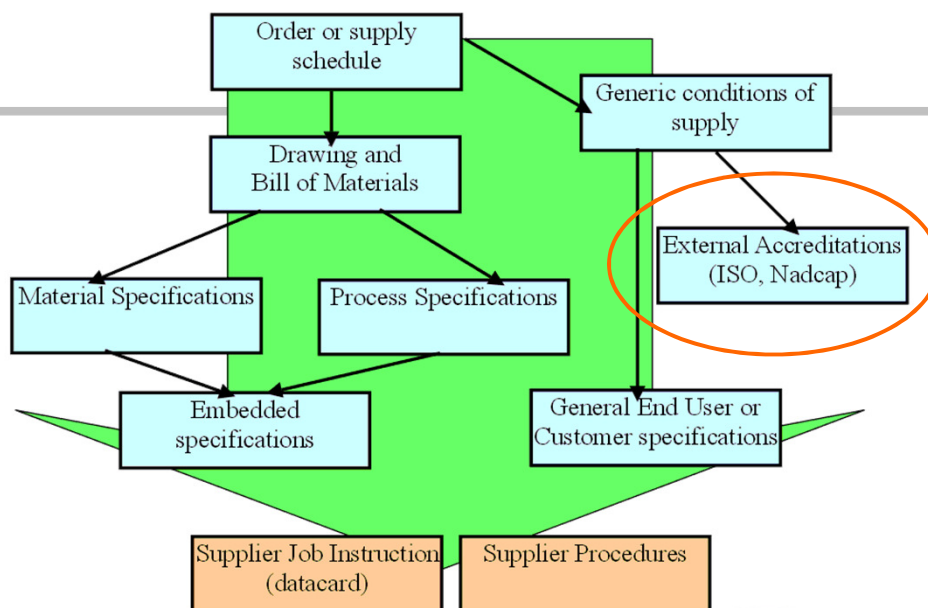 Order or supply
schedule
Generic conditions of
supply
Drawing and
Bill of Materials
External Accreditations
(ISO, Nadcap)
Material Specifications
Process Specifications
Embedded
specifications
General End User or
Customer specifications
Supplier Job Instruction
(datacard)
Supplier Procedures